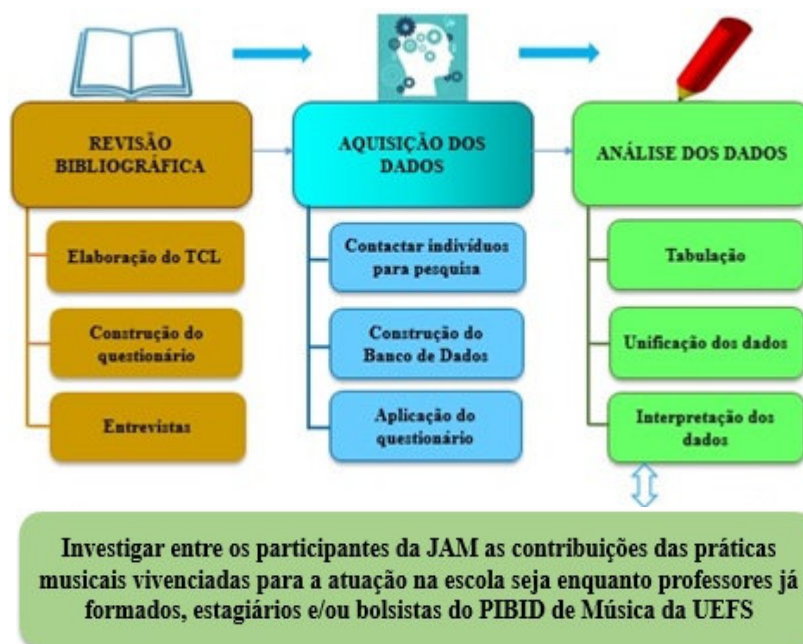 REVISÃO
BIBLIOGRÁFICA
Elaboração do TCL
Construção do
questionário
Entrevistas
AQUISIÇÃO DOS
DADOS
Contactar indivíduos
para pesquisa
Construção do
Banco de Dados
Aplicação do
questionário
ANÁLISE DOS DADOS
Tabulação
Unificação dos dados
Interpretação dos
dados
Investigar entre os participantes da JAM as contribuições das práticas
musicais vivenciadas para a atuação na escola seja enquanto professores já
formados, estagiários e/ou bolsistas do PIBID de Música da UEFS